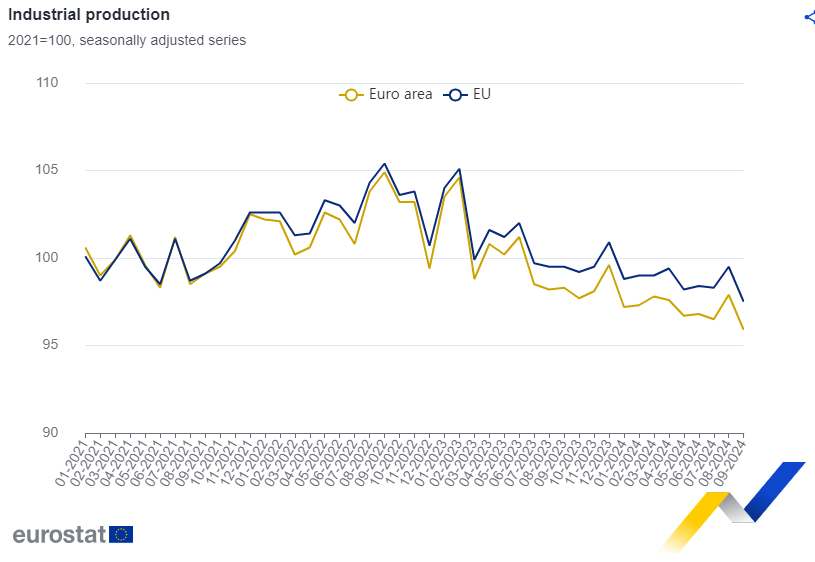 Industrial production
2021=100, seasonally adjusted series
110
Euro area EU
105
100
95
90
01-2021 02-2021 03-2021 04-2021 05-2021 06-2021 07-2021 08-2021 09-2021 10-2021 11-2021 12-2021 01-2022 02-2022 03-2022 04-2022 05-2022 06-2022 07-2022 08-2022 09-2022 10-2022 11-2022 12-2022 01-2023 02-2023 03-2023 04-2023 05-2023 06-2023 07-2023 08-2023 09-2023 10-2023 11-2023 12-2023 01-2024 02-2024 03-2024 04-2024 05-2024 06-2024 07-2024 08-2024 09-2024
eurostat